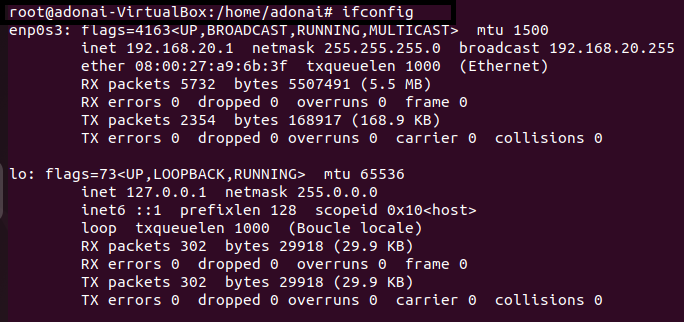 root@adonai-VirtualBox:/home/adonai# ifconfig
enp0s3: flags=4163<UP,BROADCAST,RUNNING,MULTICAST>  mtu 1500
        inet 192.168.20.1  netmask 255.255.255.0  broadcast 192.168.20.255
        ether 08:00:27:a9:6b:3f  txqueuelen 1000  (Ethernet)
        RX packets 5732  bytes 5507491 (5.5 MB)
        RX errors 0  dropped 0  overruns 0  frame 0
        TX packets 2354  bytes 168917 (168.9 KB)
        TX errors 0  dropped 0 overruns 0  carrier 0  collisions 0

lo: flags=73<UP,LOOPBACK,RUNNING>  mtu 65536
        inet 127.0.0.1  netmask 255.0.0.0
        inet6 ::1  prefixlen 128  scopeid 0x10<host>
        loop  txqueuelen 1000  (Boucle locale)
        RX packets 302  bytes 29918 (29.9 KB)
        RX errors 0  dropped 0  overruns 0  frame 0
        TX packets 302  bytes 29918 (29.9 KB)
        TX errors 0  dropped 0 overruns 0  carrier 0  collisions 0